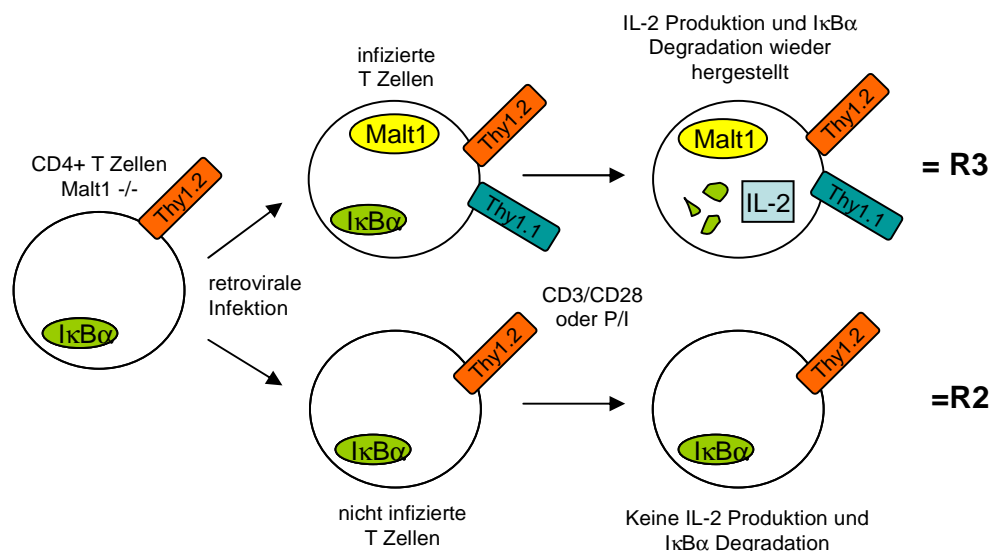 CD4+ T Zellen
Malt1 -/-
Thy1.2
IκBα
retrovirale
Infektion
infizierte
T Zellen
Malt1
Thy1.2
IκBα
Thy1.1
IL-2 Produktion und IκBα
Degradation wieder
hergestellt
Malt1
Thy1.2
IL-2
Thy1.1
= R3
Thy1.2
IκBα
nicht infizierte
T Zellen
CD3/CD28
oder P/I
Thy1.2
IκBα
=R2
Keine IL-2 Produktion und
IκBα Degradation